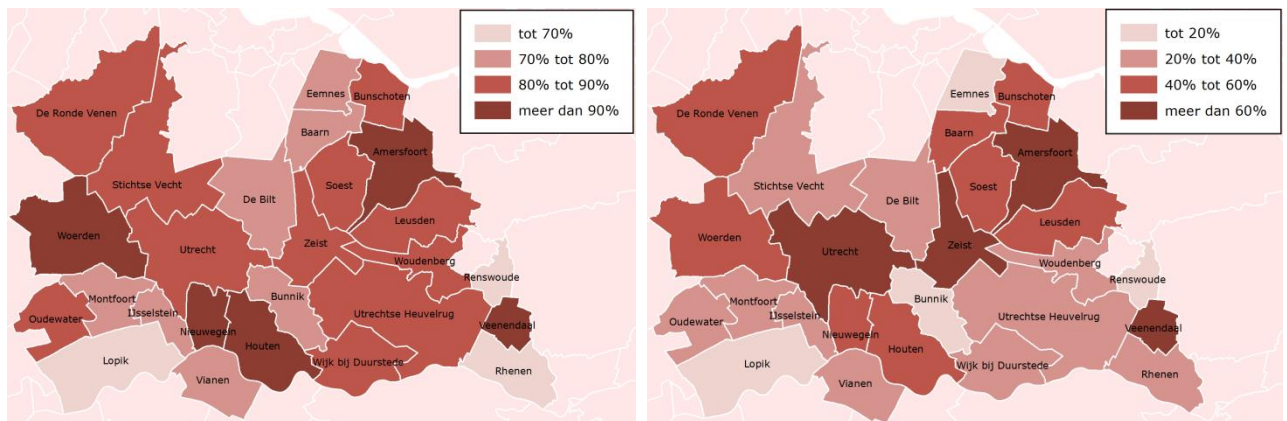 tot 70%
70% tot 80%
80% tot 90%
meer dan 90%
Eemnes
Bunschoten
De Ronde Venen
Baarn
Amersfoort
Soest
Stichtse Vecht
De Bilt
Leusden
Woerden
Utrecht
Zeist
Woudenberg
Renswoude
Montfoort
Bunnik
IJsselstein
Utrechtse Heuvelrug
Oudewater
Nieuwegein
Veenendaal
Houten
Lopik
Wijk bij Duurstede
Rhenen
Vianen
tot 20%
20% tot 40%
40% tot 60%
meer dan 60%
Eemnes
Bunschoten
De Ronde Venen
Baarn
Amersfoort
Soest
Stichtse Vecht
De Bilt
Leusden
Woerden
Utrecht
Zeist
Woudenberg
Renswoude
Montfoort
Bunnik
IJsselstein
Utrechtse Heuvelrug
Oudewater
Nieuwegein
Veenendaal
Houten
Lopik
Wijk bij Duurstede
Rhenen
Vianen